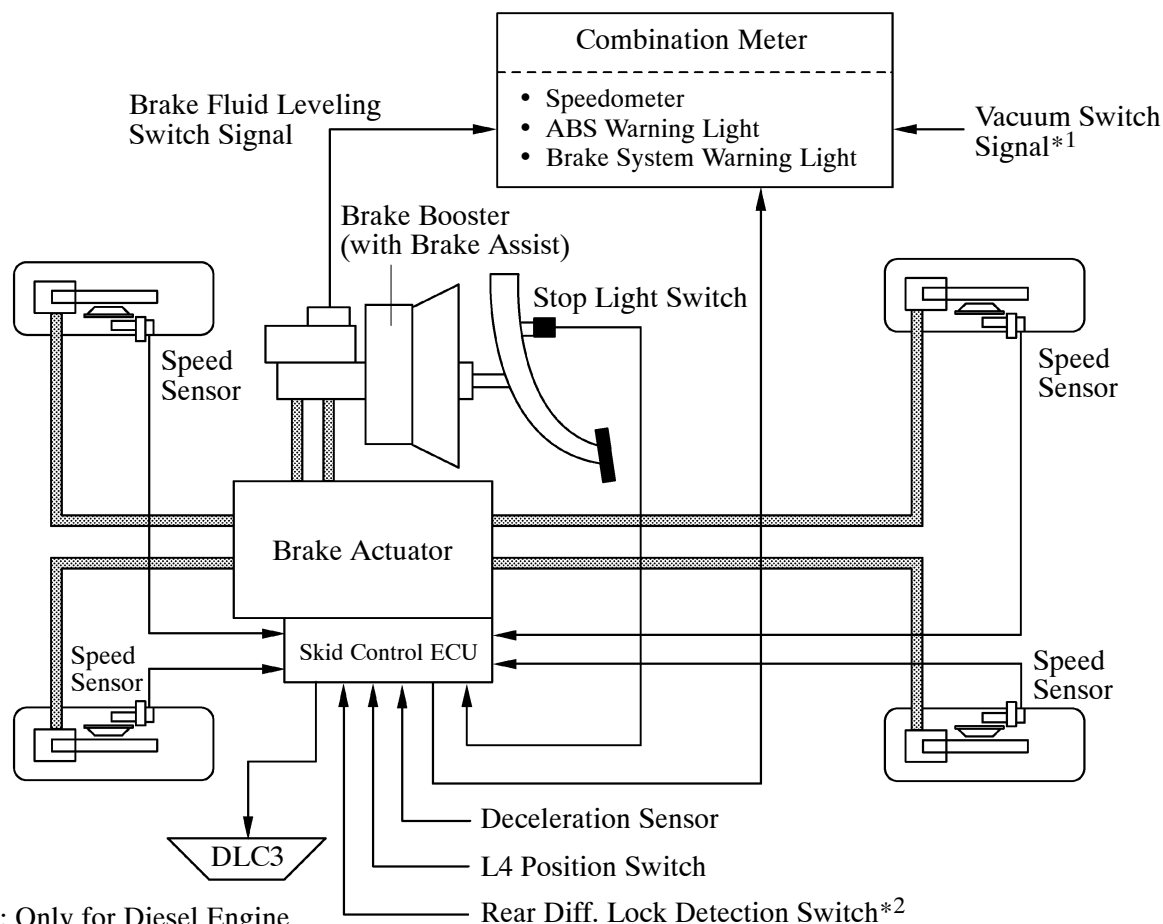 Combination Meter
• Speedometer
• ABS Warning Light
• Brake System Warning Light
Brake Fluid Leveling
Switch Signal
Vacuum Switch
Signal*1
Brake Booster
(with Brake Assist)
Stop Light Switch
Speed
Sensor
Speed
Sensor
Brake Actuator
Skid Control ECU
Speed
Sensor
Speed
Sensor
Deceleration Sensor
DLC3
L4 Position Switch
Rear Diff. Lock Detection Switch*2
: Only for Diesel Engine